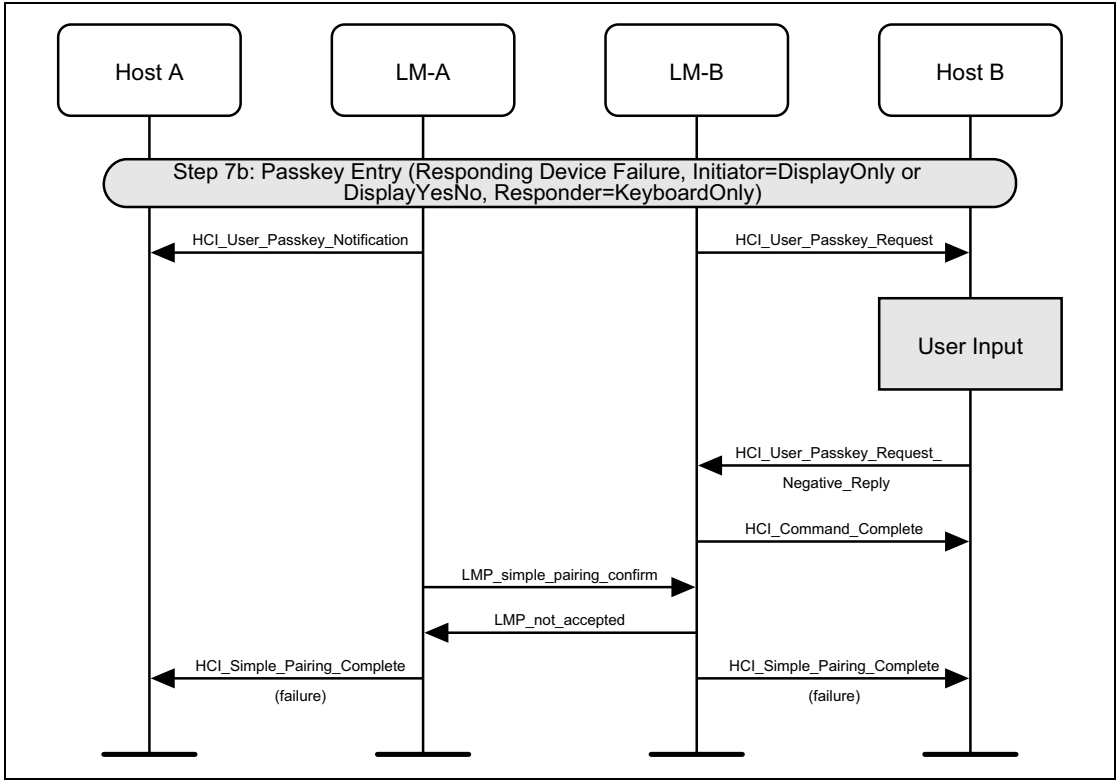 Host A
LM-A
LM-B
Host B
Step 7b: Passkey Entry (Responding Device Failure, Initiator=DisplayOnly or
DisplayYesNo, Responder=KeyboardOnly)
HCI_User_Passkey_Notification
HCI_User_Passkey_Request
User Input
HCI_User_Passkey_Request_
Negative_Reply
HCI_Command_Complete
LMP_simple_pairing_confirm
LMP_not_accepted
HCI_Simple_Pairing_Complete
(failure)
HCI_Simple_Pairing_Complete
(failure)